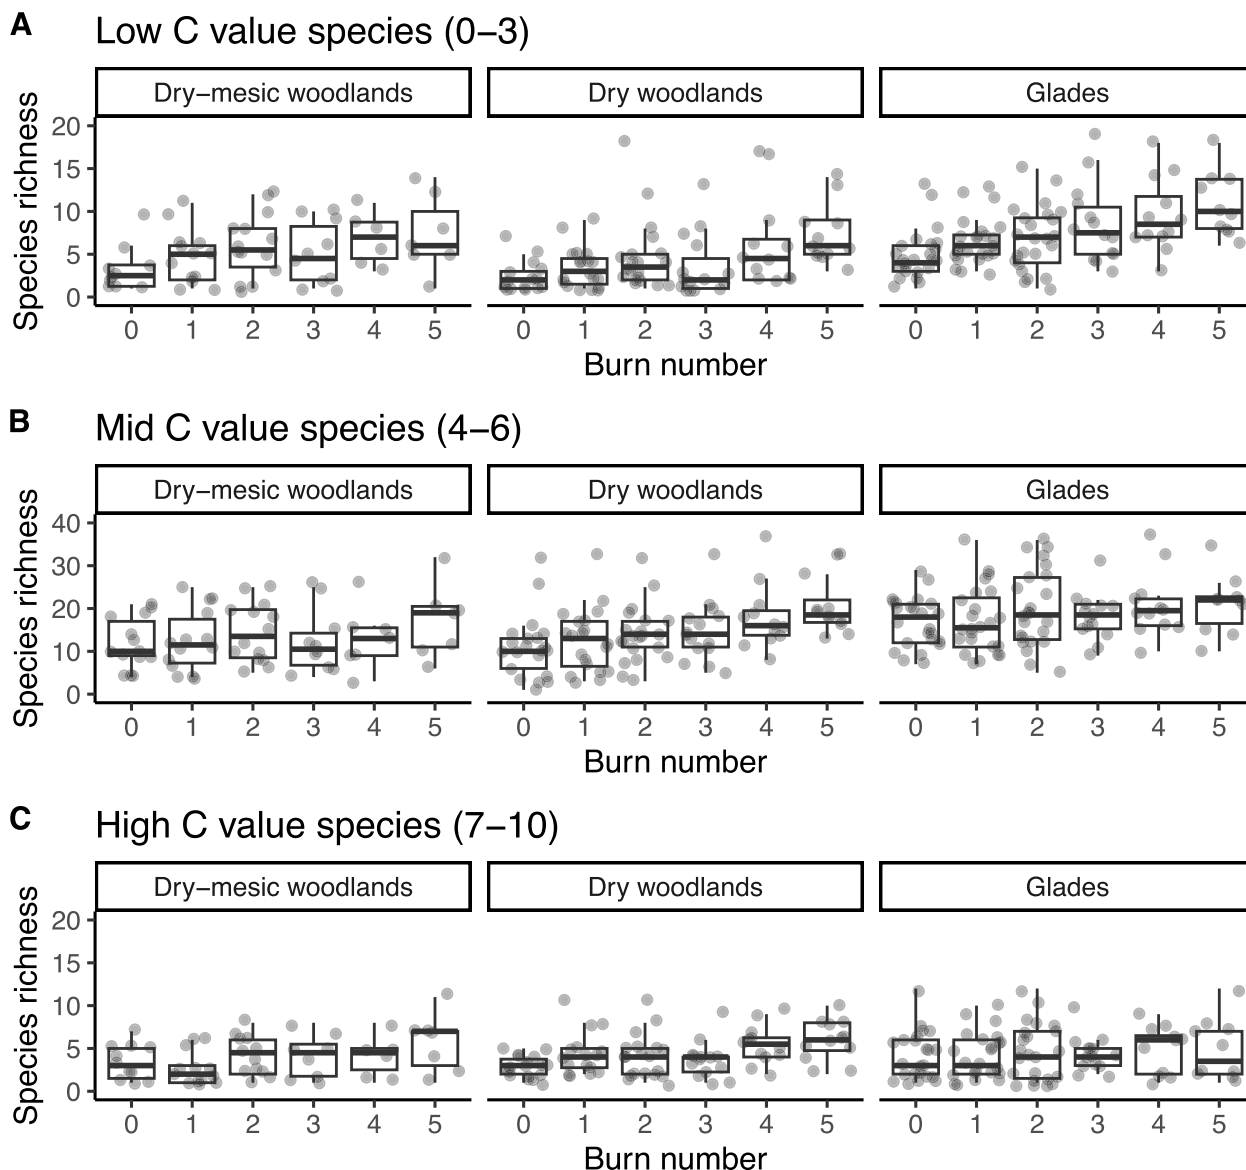 A Low C value species (0–3)
Dry–mesic woodlands Dry woodlands Glades
Species richness
20
15
10
5
0
0 1 2 3 4 5 0 1 2 3 4 5 0 1 2 3 4 5
Burn number
B Mid C value species (4–6)
Dry–mesic woodlands Dry woodlands Glades
Species richness
40
30
20
10
0
0 1 2 3 4 5 0 1 2 3 4 5 0 1 2 3 4 5
Burn number
C High C value species (7–10)
Dry–mesic woodlands Dry woodlands Glades
Species richness
20
15
10
5
0
0 1 2 3 4 5 0 1 2 3 4 5 0 1 2 3 4 5
Burn number